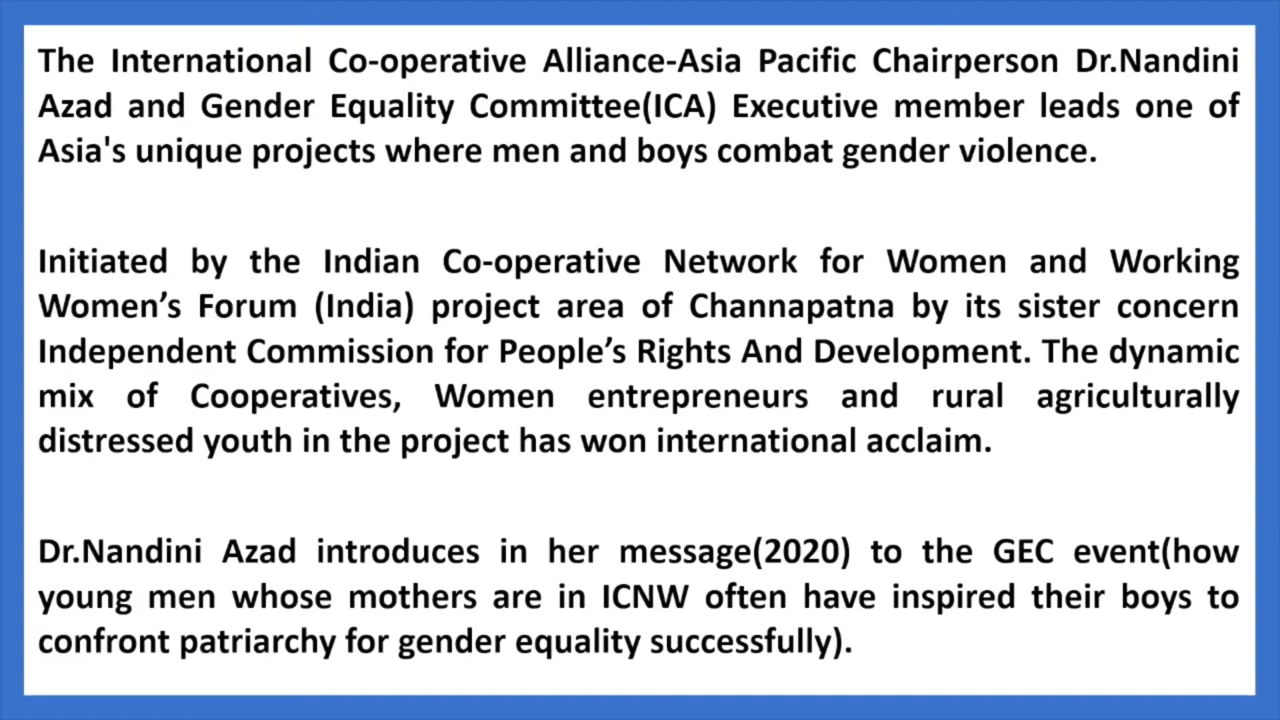 The International Co-operative Alliance-Asia Pacific Chairperson Dr.Nandini
Azad and Gender Equality Committee(ICA) Executive member leads one of
Asia's unique projects where men and boys combat gender violence.
Initiated by the Indian Co-operative Network for Women and Working
Women’s Forum (India) project area of Channapatna by its sister concern
Independent Commission for People’s Rights And Development. The dynamic
mix of Cooperatives, Women entrepreneurs and rural agriculturally
distressed youth in the project has won international acclaim.
Dr.Nandini Azad introduces in her message(2020) to the GEC event(how
young men whose mothers are in ICNW often have inspired their boys to
confront patriarchy for gender equality successfully).